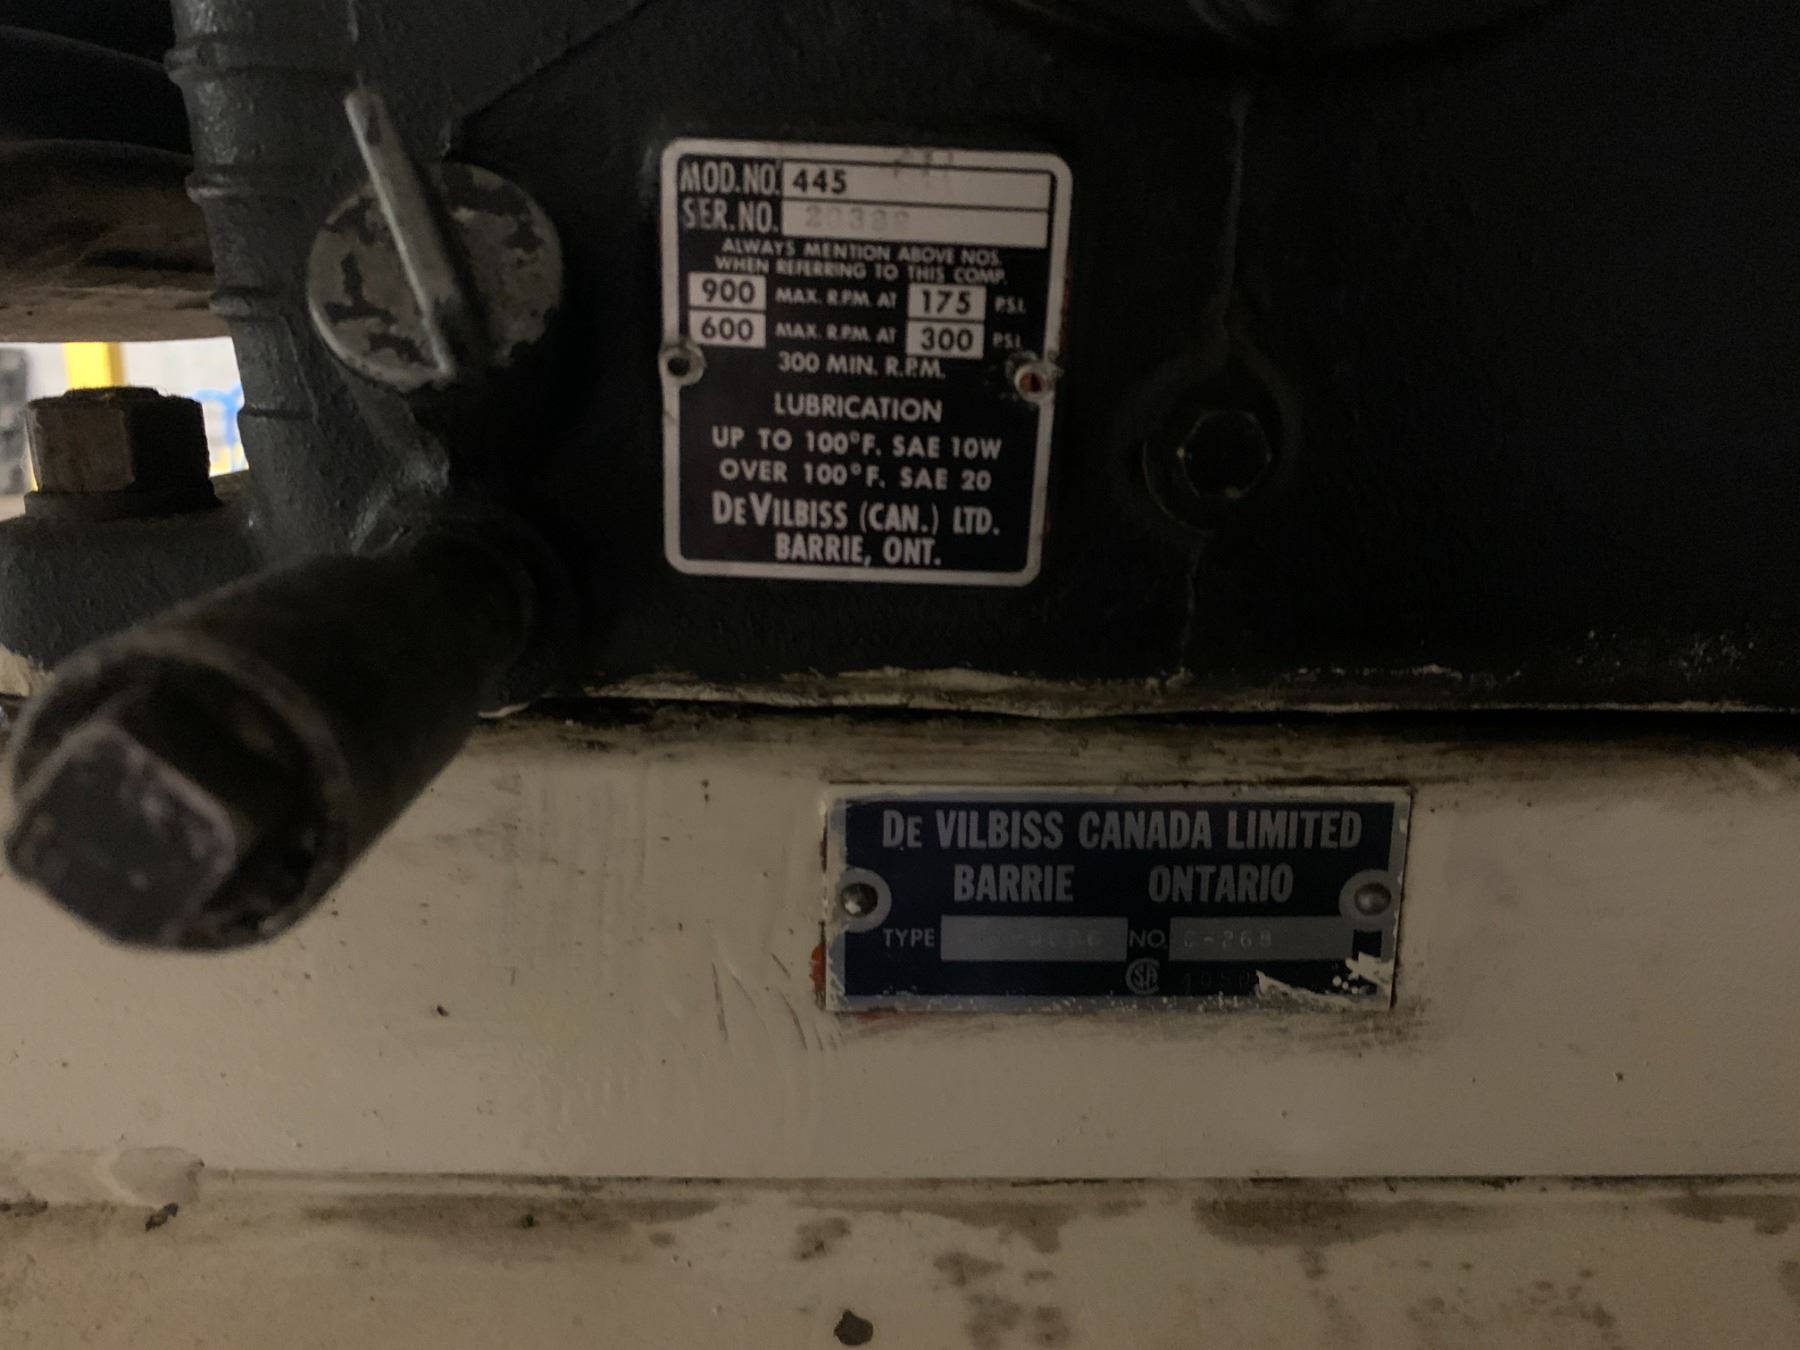 MOD.NO. 445
SER.NO.
ALWAYS MENTION ABOVE NOS.
WHEN REFERRING TO THIS COMP.
900 MAX. R.P.M. AT 175 P.S.I.
600 MAX. R.P.M. AT 300 P.S.I.
300 MIN. R.P.M.
LUBRICATION
UP TO 100°F. SAE 10W
OVER 100°F. SAE 20
DEVILBISS (CAN.) LTD.
BARRIE, ONT.
DE VILBISS CANADA LIMITED
BARRIE ONTARIO
TYPE NO.